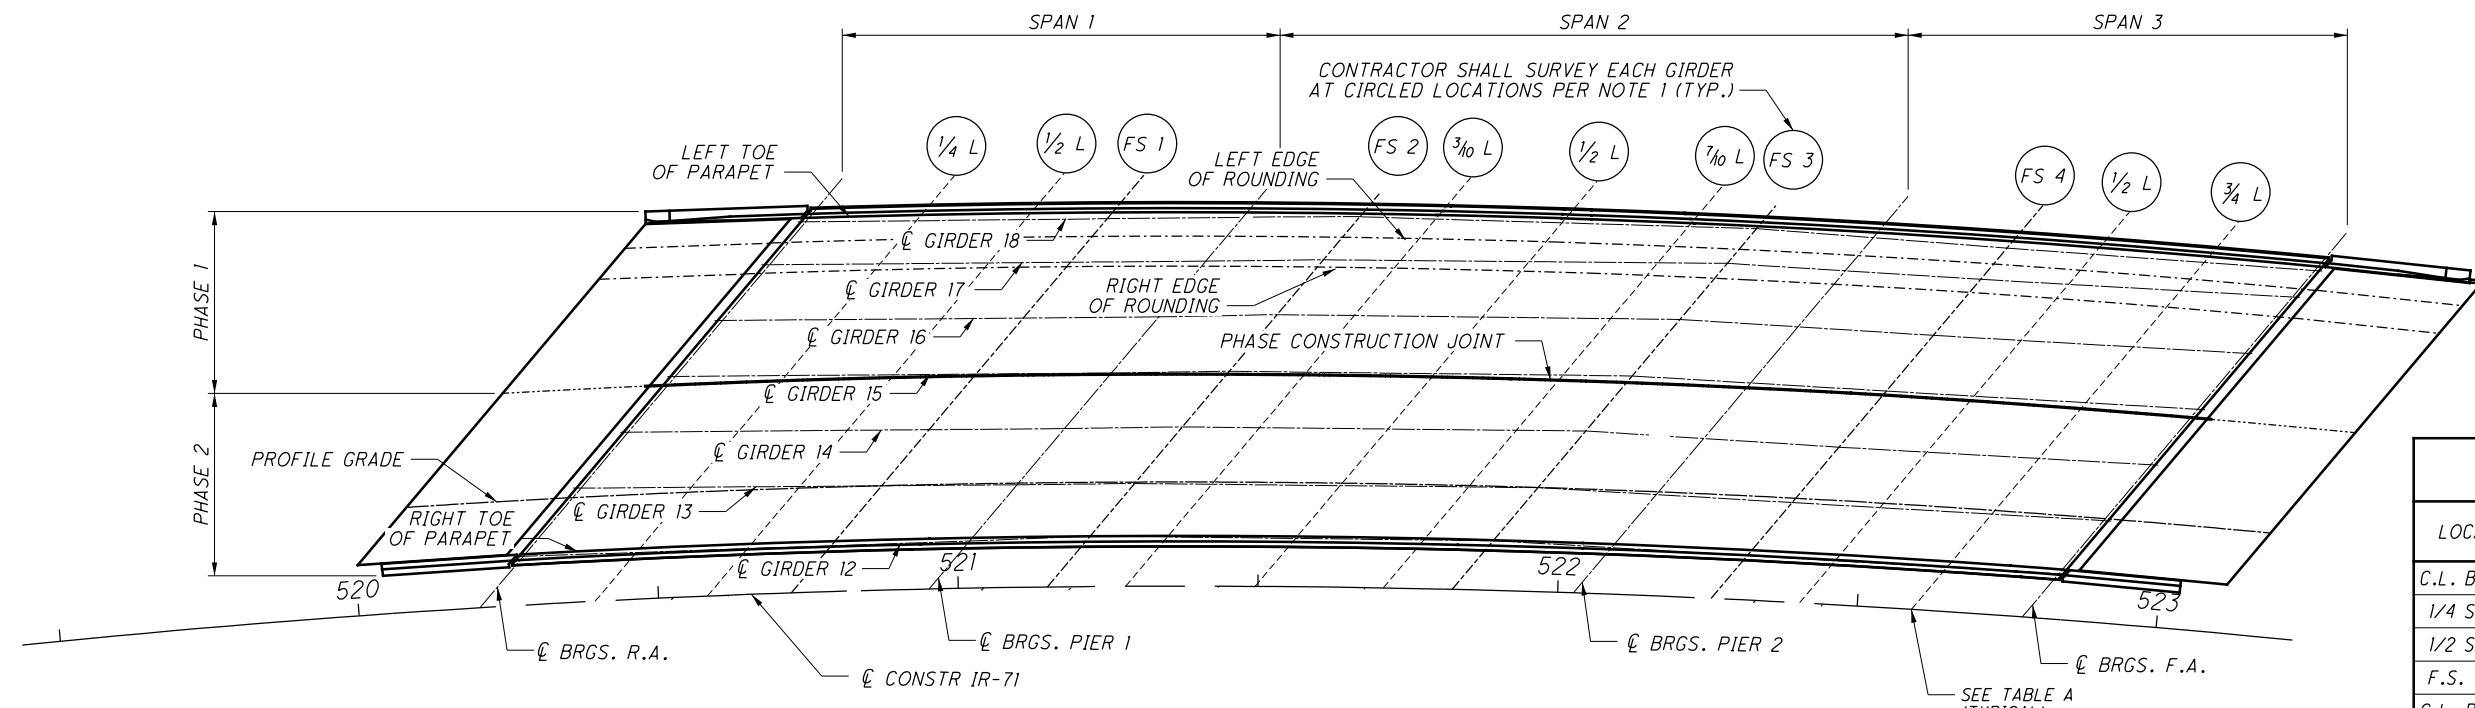 SPAN 1
SPAN 2
SPAN 3
CONTRACTOR SHALL SURVEY EACH GIRDER
AT CIRCLED LOCATIONS PER NOTE 1 (TYP.)
1/4 L
1/2 L
FS 1
FS 2
3/10 L
1/2 L
7/10 L
FS 3
FS 4
1/2 L
3/4 L
LEFT TOE
OF PARAPET
LEFT EDGE
OF ROUNDING
℄ GIRDER 18
℄ GIRDER 17
RIGHT EDGE
OF ROUNDING
℄ GIRDER 16
PHASE CONSTRUCTION JOINT
℄ GIRDER 15
℄ GIRDER 14
PHASE 1
PHASE 2
PROFILE GRADE
℄ GIRDER 13
RIGHT TOE
OF PARAPET
℄ GIRDER 12
520
521
522
523
℄ BRGS. R.A.
℄ BRGS. PIER 1
℄ CONSTR IR-71
℄ BRGS. PIER 2
℄ BRGS. F.A.
SEE TABLE A
LOC
C.L. B
1/4 S
1/2 S
F.S.